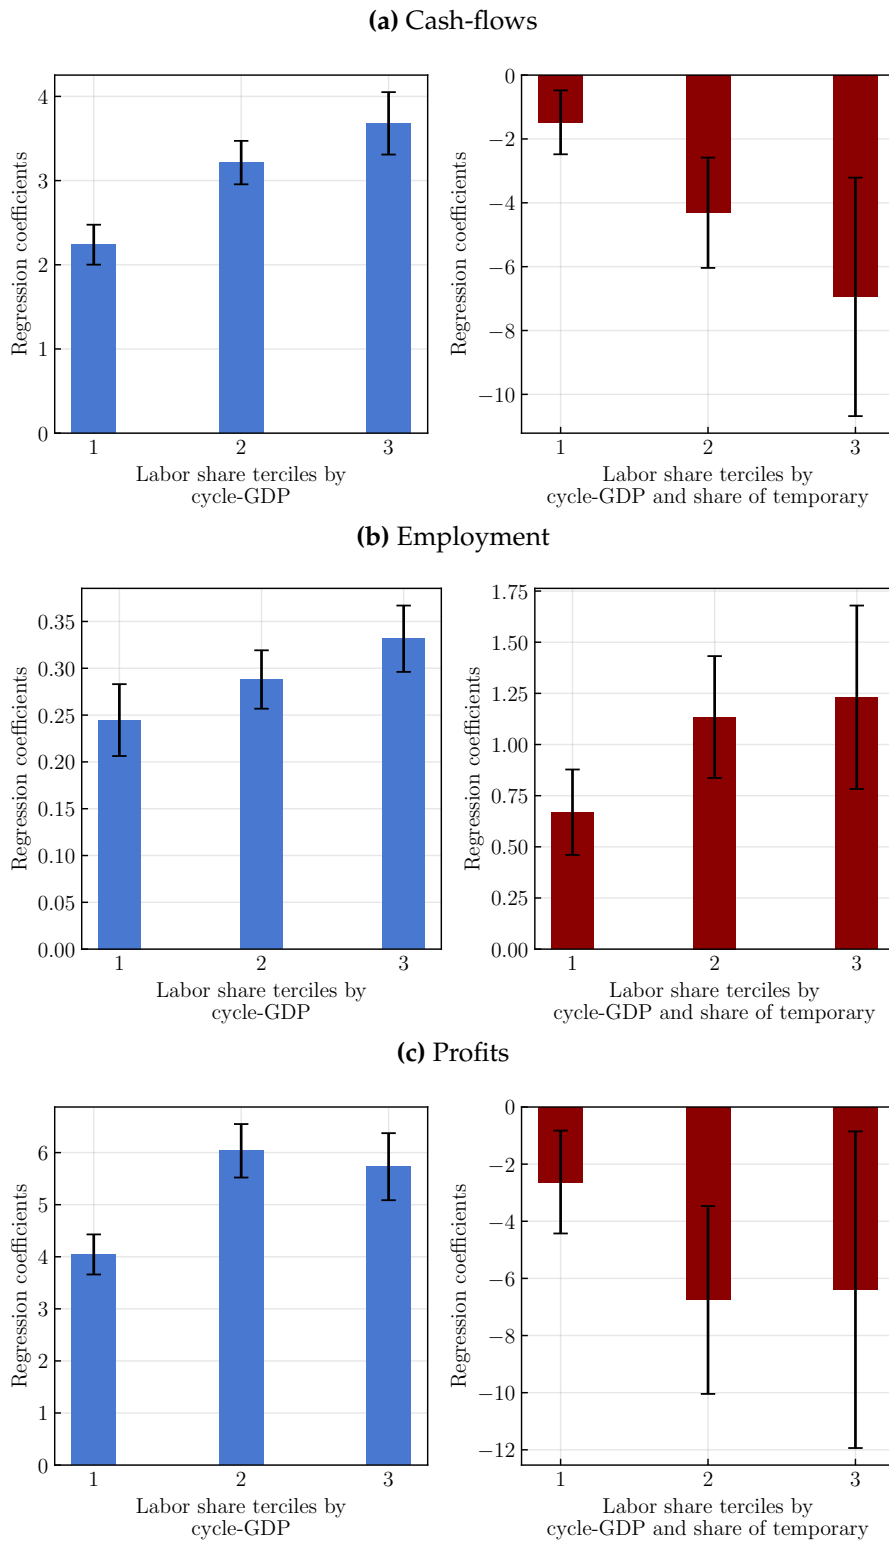 (a) Cash-flows
4
3
2
1
0
Regression coefficients
1 2 3
Labor share terciles by
cycle-GDP
0
−2
−4
−6
−8
−10
Regression coefficients
1 2 3
Labor share terciles by
cycle-GDP and share of temporary
(b) Employment
0.35
0.30
0.25
0.20
0.15
0.10
0.05
0.00
Regression coefficients
1 2 3
Labor share terciles by
cycle-GDP
1.75
1.50
1.25
1.00
0.75
0.50
0.25
0.00
Regression coefficients
1 2 3
Labor share terciles by
cycle-GDP and share of temporary
(c) Profits
6
5
4
3
2
1
0
Regression coefficients
1 2 3
Labor share terciles by
cycle-GDP
0
−2
−4
−6
−8
−10
−12
Regression coefficients
1 2 3
Labor share terciles by
cycle-GDP and share of temporary